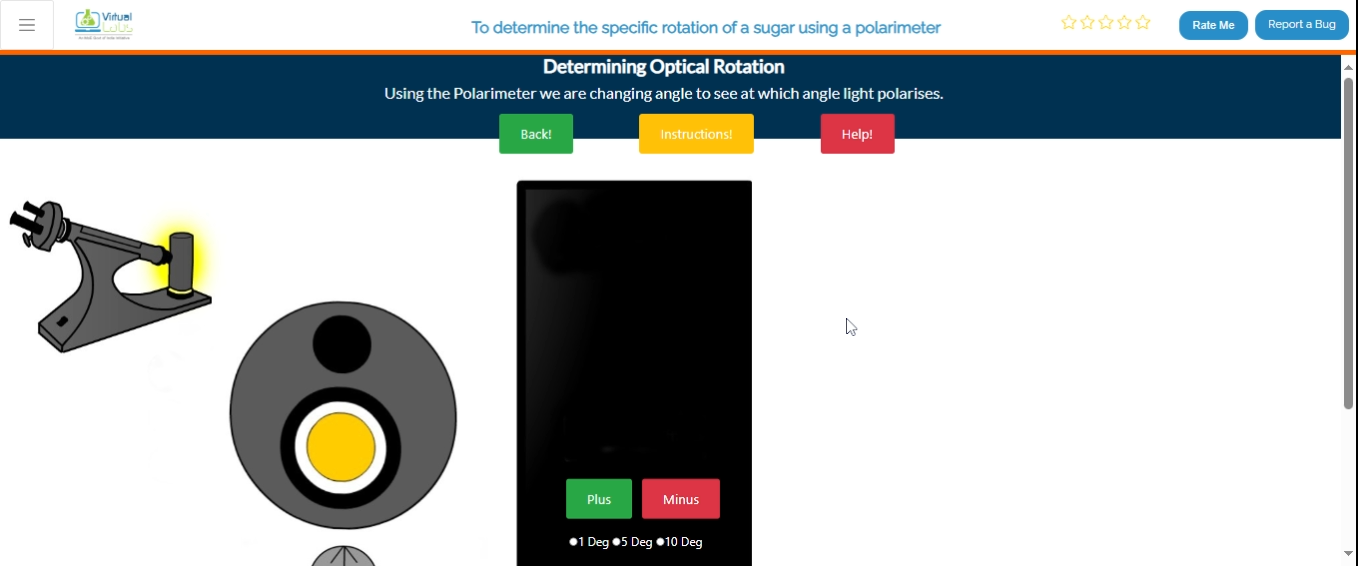 Virtual
Labs
To determine the specific rotation of a sugar using a polarimeter
Rate Me
Report a Bug
Determining Optical Rotation
Using the Polarimeter we are changing angle to see at which angle light polarises.
Back!
Instructions!
Help!
Plus
Minus
1 Deg 5 Deg 10 Deg